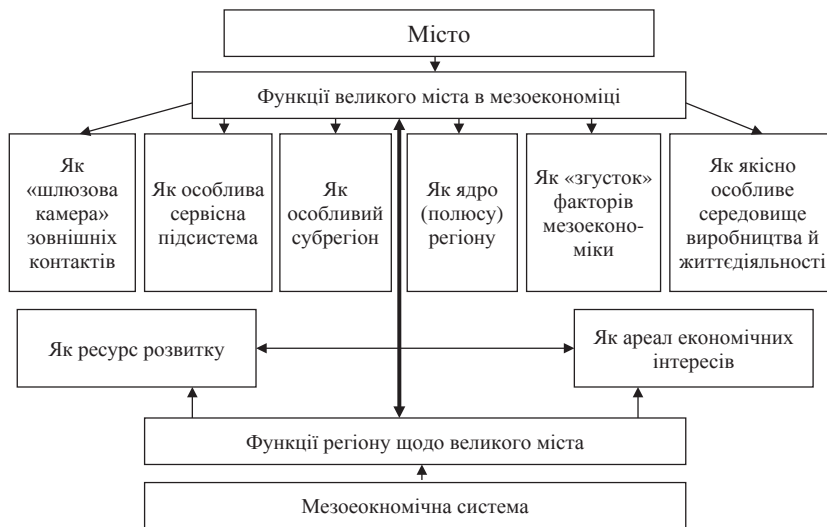 Місто
Функції великого міста в мезоекономіці
Як
«шлюзова
камера»
зовнішніх
контактів
Як особлива
сервісна
підсистема
Як
особливий
субрегіон
Як ядро
(полюсу)
регіону
Як «згусток»
факторів
мезоеконо-
міки
Як якісно
особливе
середовище
виробництва й
життєдіяльності
Як ресурс розвитку
Як ареал економічних
інтересів
Функції регіону щодо великого міста
Мезоеокномічна система